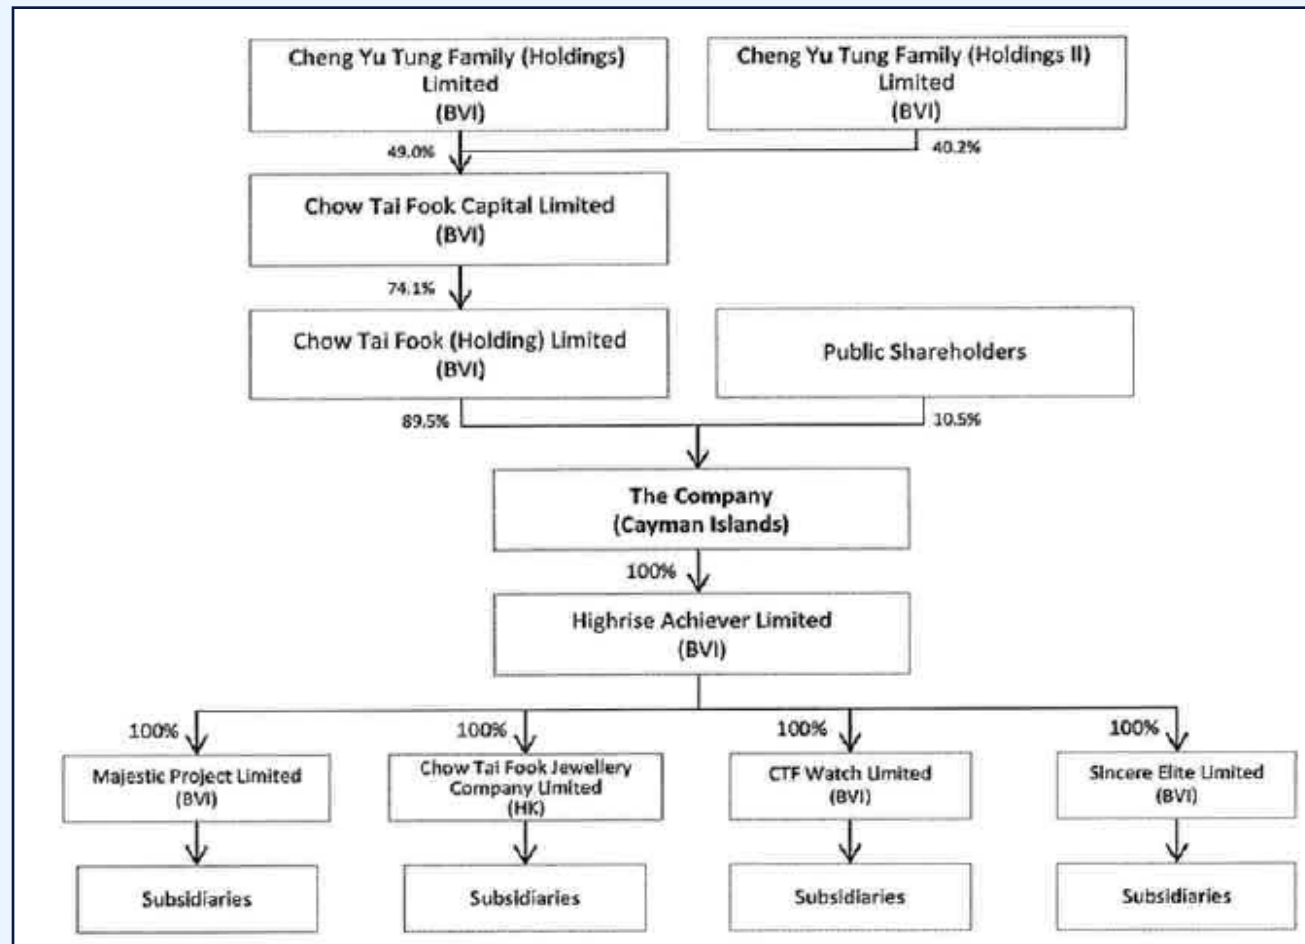 Cheng Yu Tung Family (Holdings)
Limited
(BVI)
Cheng Yu Tung Family (Holdings II)
Limited
(BVI)
49.0%
40.2%
Chow Tai Fook Capital Limited
(BVI)
74.1%
Chow Tai Fook (Holding) Limited
(BVI)
Public Shareholders
89.5%
10.5%
The Company
(Cayman Islands)
100%
Highrise Achiever Limited
(BVI)
100%
100%
100%
100%
Majestic Project Limited
(BVI)
Chow Tai Fook Jewellery
Company Limited
(HK)
CTF Watch Limited
(BVI)
Sincere Elite Limited
(BVI)
Subsidiaries
Subsidiaries
Subsidiaries
Subsidiaries